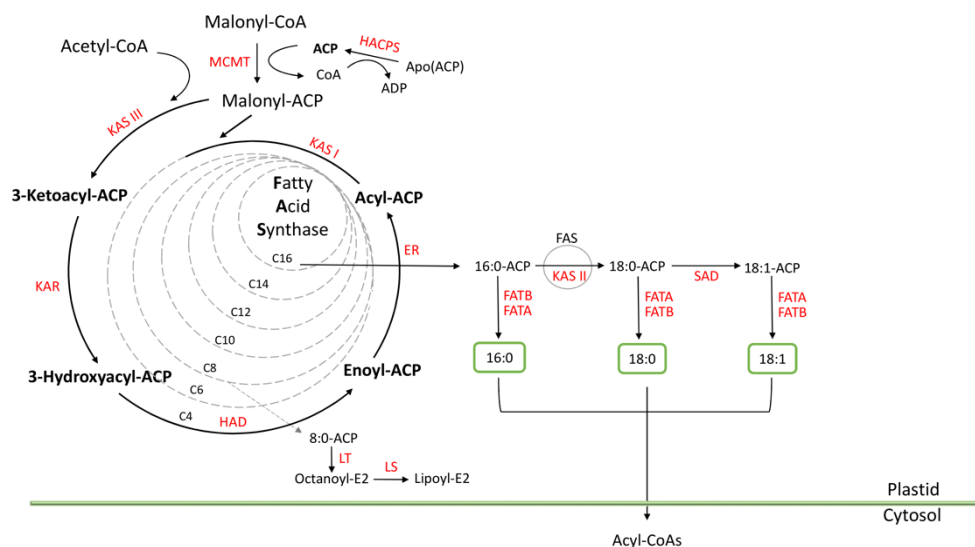 Malonyl-CoA
Acetyl-CoA
ACP
HACPS
MCMT
CoA
Apo(ACP)
ADP
Malonyl-ACP
KAS III
KAS I
3-Ketoacyl-ACP
Fatty
Acid
Synthase
Acyl-ACP
ER
FAS
C16
16:0-ACP
KAS II
18:0-ACP
SAD
18:1-ACP
KAR
C14
FATB
FATA
FATA
FATB
FATA
FATB
C12
C10
16:0
18:0
18:1
3-Hydroxyacyl-ACP
C8
Enoyl-ACP
C6
C4
HAD
8:0-ACP
LT
Octanoyl-E2
LS
Lipoyl-E2
Plastid
Cytosol
Acyl-CoAs